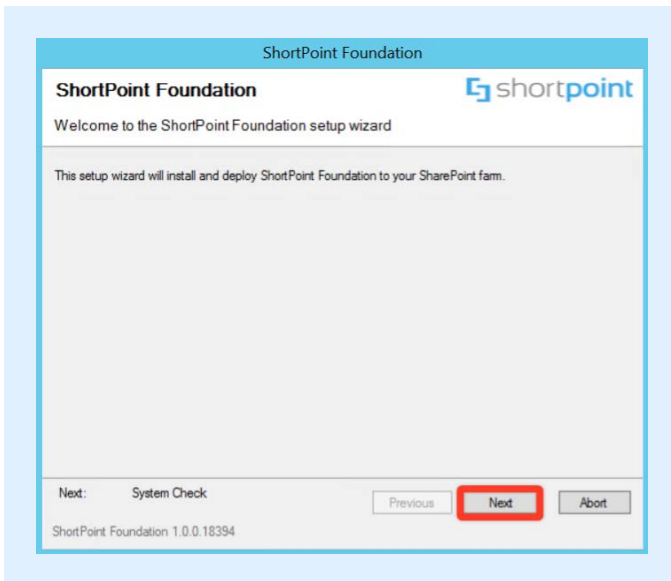 ShortPoint Foundation
ShortPoint Foundation
shortpoint
Welcome to the ShortPoint Foundation setup wizard
This setup wizard will install and deploy ShortPoint Foundation to your SharePoint farm.
Next: System Check
Previous Next Abort
ShortPoint Foundation 1.0.0.18394